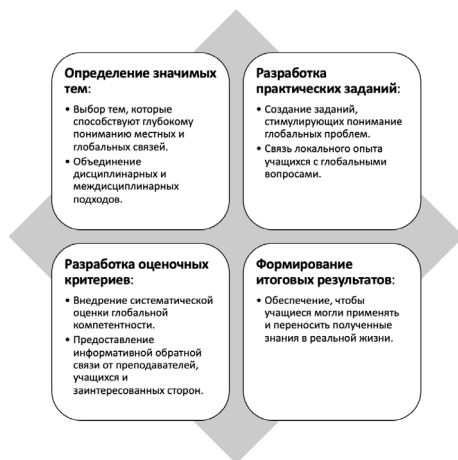 Определение значимых
тем:
• Выбор тем, которые
способствуют глубокому
пониманию местных и
глобальных связей.
• Объединение
дисциплинарных и
междисциплинарных
подходов.
Разработка
практических заданий:
• Создание заданий,
стимулирующих понимание
глобальных проблем.
• Связь локального опыта
учащихся с глобальными
вопросами.
Разработка оценочных
критериев:
• Внедрение систематической
оценки глобальной
компетентности.
• Предоставление
информативной обратной
связи от преподавателей,
учащихся и
заинтересованных сторон.
Формирование
итоговых результатов:
• Обеспечение, чтобы
учащиеся могли применять
и переносить полученные
знания в реальной жизни.